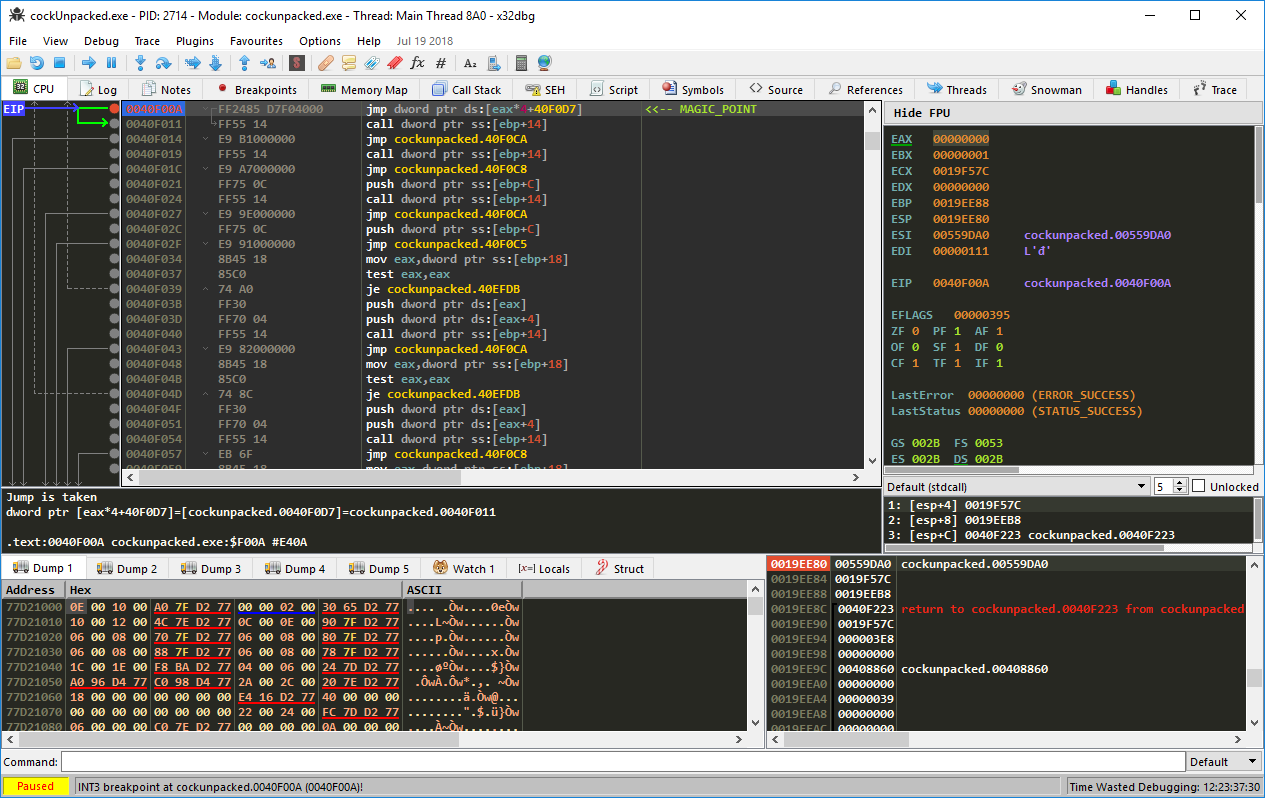 cockUnpacked.exe - PID: 2714 - Module: cockunpacked.exe - Thread: Main Thread 8A0 - x32dbg
File View Debug Trace Plugins Favourites Options Help Jul 19 2018
CPU Log Notes Breakpoints Memory Map Call Stack SEH Script Symbols Source References Threads Snowman Handles Trace
EIP 0040F00A FF2485 D7F04000 jmp dword ptr ds:[eax*4+40F0D7] <<-- MAGIC_POINT
0040F011 FF55 14 call dword ptr ss:[ebp+14]
0040F014 E9 B1000000 jmp cockunpacked.40F0CA
0040F019 FF55 14 call dword ptr ss:[ebp+14]
0040F01C E9 A7000000 jmp cockunpacked.40F0C8
0040F021 FF75 0C push dword ptr ss:[ebp+C]
0040F024 FF55 14 call dword ptr ss:[ebp+14]
0040F027 E9 9E000000 jmp cockunpacked.40F0CA
0040F02C FF75 0C push dword ptr ss:[ebp+C]
0040F02F E9 91000000 jmp cockunpacked.40F0C5
0040F034 8B45 18 mov eax,dword ptr ss:[ebp+18]
0040F037 85C0 test eax,eax
0040F039 74 A0 je cockunpacked.40EFDB
0040F03B FF30 push dword ptr ds:[eax]
0040F03D FF70 04 push dword ptr ds:[eax+4]
0040F040 FF55 14 call dword ptr ss:[ebp+14]
0040F043 E9 82000000 jmp cockunpacked.40F0CA
0040F048 8B45 18 mov eax,dword ptr ss:[ebp+18]
0040F04B 85C0 test eax,eax
0040F04D 74 8C je cockunpacked.40EFDB
0040F04F FF30 push dword ptr ds:[eax]
0040F051 FF70 04 push dword ptr ds:[eax+4]
0040F054 FF55 14 call dword ptr ss:[ebp+14]
0040F057 EB 6F jmp cockunpacked.40F0C8
Hide FPU
EAX 00000000
EBX 00000001
ECX 0019F57C
EDX 00000000
EBP 0019EE88
ESP 0019EE80
ESI 00559DA0 cockunpacked.00559DA0
EDI 00000111 L'đ'
EIP 0040F00A cockunpacked.0040F00A
EFLAGS 00000395
ZF 0 PF 1 AF 1
OF 0 SF 1 DF 0
CF 1 TF 1 IF 1
LastError 00000000 (ERROR_SUCCESS)
LastStatus 00000000 (STATUS_SUCCESS)
GS 002B FS 0053
ES 002B DS 002B
Default (stdcall) 5 Unlocked
1: [esp+4] 0019F57C
2: [esp+8] 0019EEB8
3: [esp+C] 0040F223 cockunpacked.0040F223
Jump is taken
dword ptr [eax*4+40F0D7]=[cockunpacked.0040F0D7]=cockunpacked.0040F011
.text:0040F00A cockunpacked.exe:$F00A #E40A
Dump 1 Dump 2 Dump 3 Dump 4 Dump 5 Watch 1 [x]= Locals Struct
Address Hex ASCII
77D21000 0E 00 10 00 A0 7F D2 77 00 00 02 00 30 65 D2 77 .... .Òw....0eÒw
77D21010 10 00 12 00 4C 7E D2 77 0C 00 0E 00 90 7F D2 77 ....L~Òw......Òw
77D21020 06 00 08 00 70 7F D2 77 06 00 08 00 80 7F D2 77 ....p.Òw......Òw
77D21030 06 00 08 00 88 7F D2 77 06 00 08 00 78 7F D2 77 ......Òw....x.Òw
77D21040 1C 00 1E 00 F8 BA D2 77 04 00 06 00 24 7D D2 77 ....øºÒw....$}Òw
77D21050 A0 96 D4 77 C0 98 D4 77 2A 00 2C 00 20 7E D2 77 .ÔwÀ.Ôw*.,. ~Òw
77D21060 18 00 00 00 00 00 00 00 E4 16 D2 77 40 00 00 00 ........ä.Òw@...
77D21070 00 00 00 00 00 00 00 00 22 00 24 00 FC 7D D2 77 ........".$.ü}Òw
77D21080 06 00 00 00 C0 7E D2 77 00 00 00 00 0A 00 00 00 ....À~Òw........
0019EE80 00559DA0 cockunpacked.00559DA0
0019EE84 0019F57C
0019EE88 0019EEB8
0019EE8C 0040F223 return to cockunpacked.0040F223 from cockunpacked
0019EE90 0019F57C
0019EE94 000003E8
0019EE98 00000000
0019EE9C 00408860 cockunpacked.00408860
0019EEA0 00000000
0019EEA4 00000039
0019EEA8 00000000
0019EEAC 00000000
Command: Default
Paused INT3 breakpoint at cockunpacked.0040F00A (0040F00A)! Time Wasted Debugging: 12:23:37:30